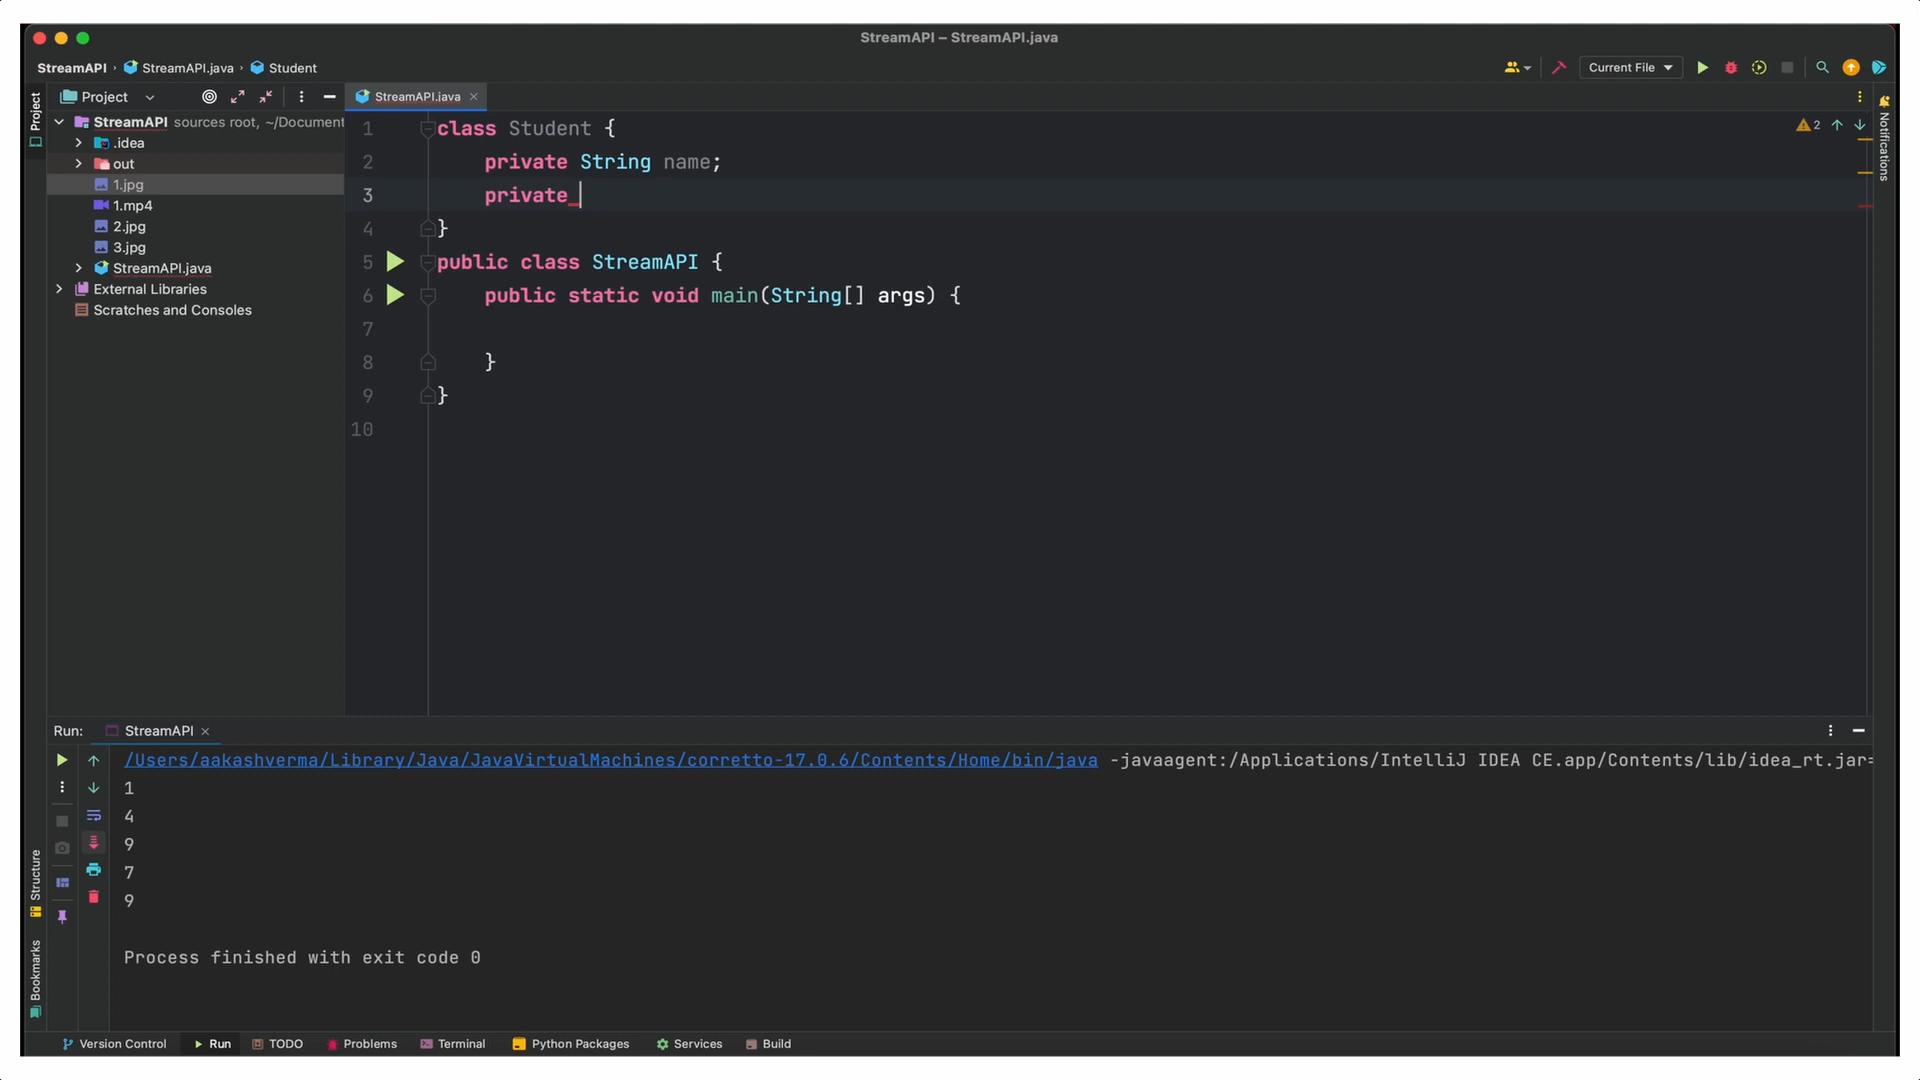 StreamAPI – StreamAPI.java
StreamAPI › StreamAPI.java › Student
Current File
Project
Project
StreamAPI.java
StreamAPI sources root, ~/Document
.idea
out
1.jpg
1.mp4
2.jpg
3.jpg
StreamAPI.java
External Libraries
Scratches and Consoles
1 class Student {
2 private String name;
3 private
4 }
5 public class StreamAPI {
6 public static void main(String[] args) {
7
8 }
9 }
10
2
Notifications
Run: StreamAPI
/Users/aakashverma/Library/Java/JavaVirtualMachines/corretto-17.0.6/Contents/Home/bin/java -javaagent:/Applications/IntelliJ IDEA CE.app/Contents/lib/idea_rt.jar=
1
4
9
7
9
Process finished with exit code 0
Structure
Bookmarks
Version Control Run TODO Problems Terminal Python Packages Services Build